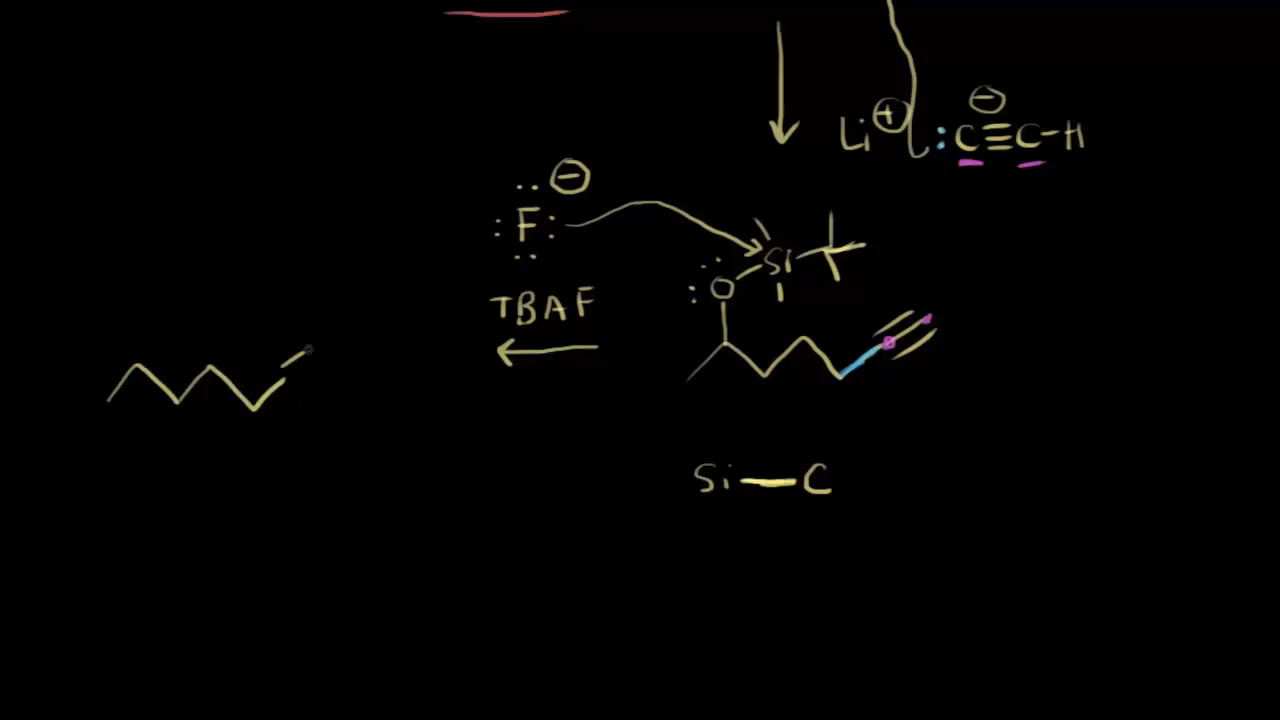 Li⊕ :C≡C-H
⊖
:F: ⊖
Si
:O
TBAF
Si-C